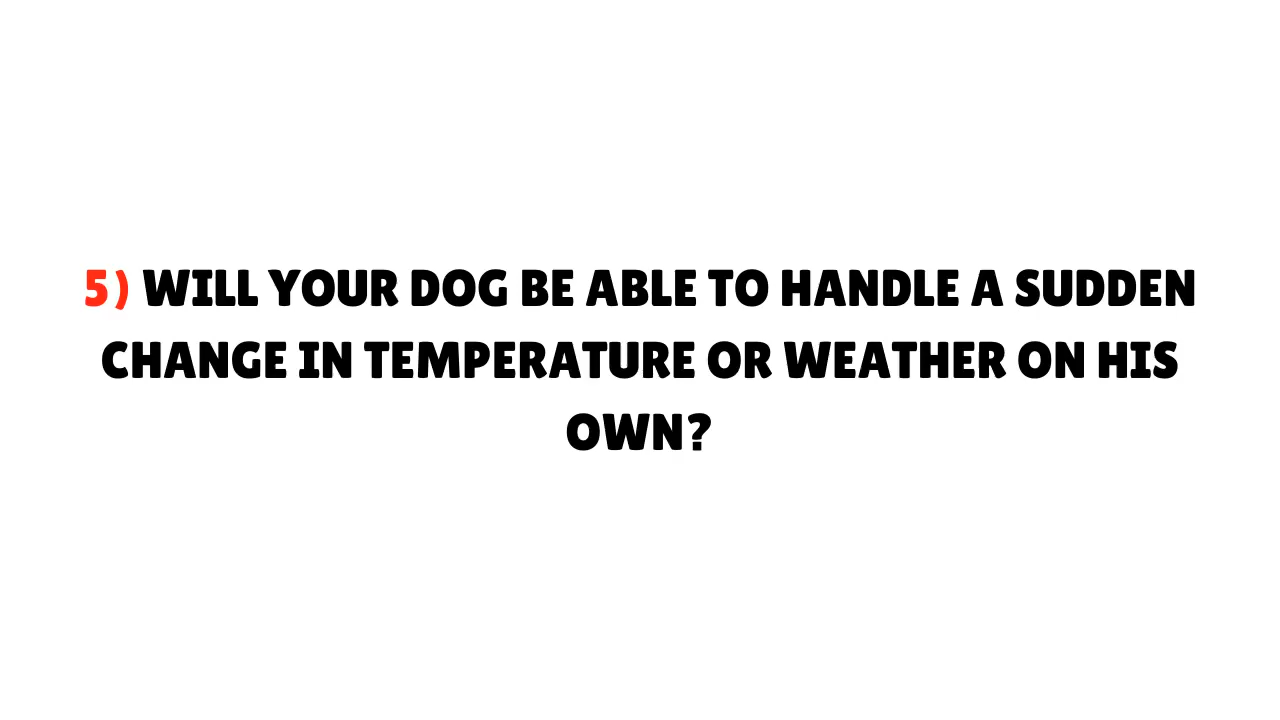 5) WILL YOUR DOG BE ABLE TO HANDLE A SUDDEN
CHANGE IN TEMPERATURE OR WEATHER ON HIS
OWN?